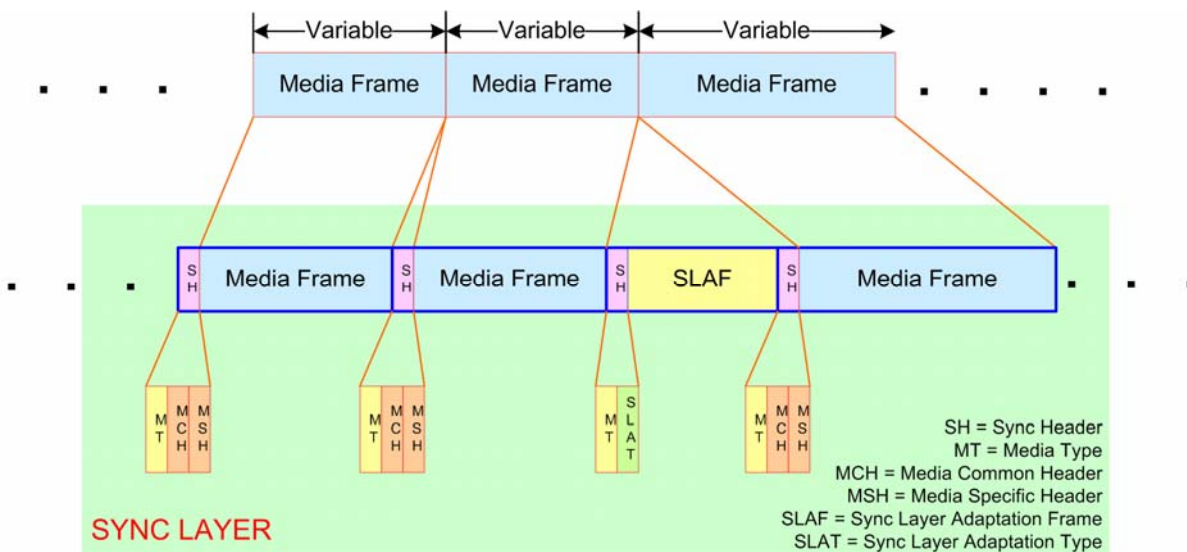 Variable Variable Variable
Media Frame Media Frame Media Frame
SH Media Frame SH Media Frame SH SLAF SH Media Frame
MT MCH MSH MT MCH MSH MT SLAT MT MCH MSH
SH = Sync Header
MT = Media Type
MCH = Media Common Header
MSH = Media Specific Header
SLAF = Sync Layer Adaptation Frame
SLAT = Sync Layer Adaptation Type
SYNC LAYER